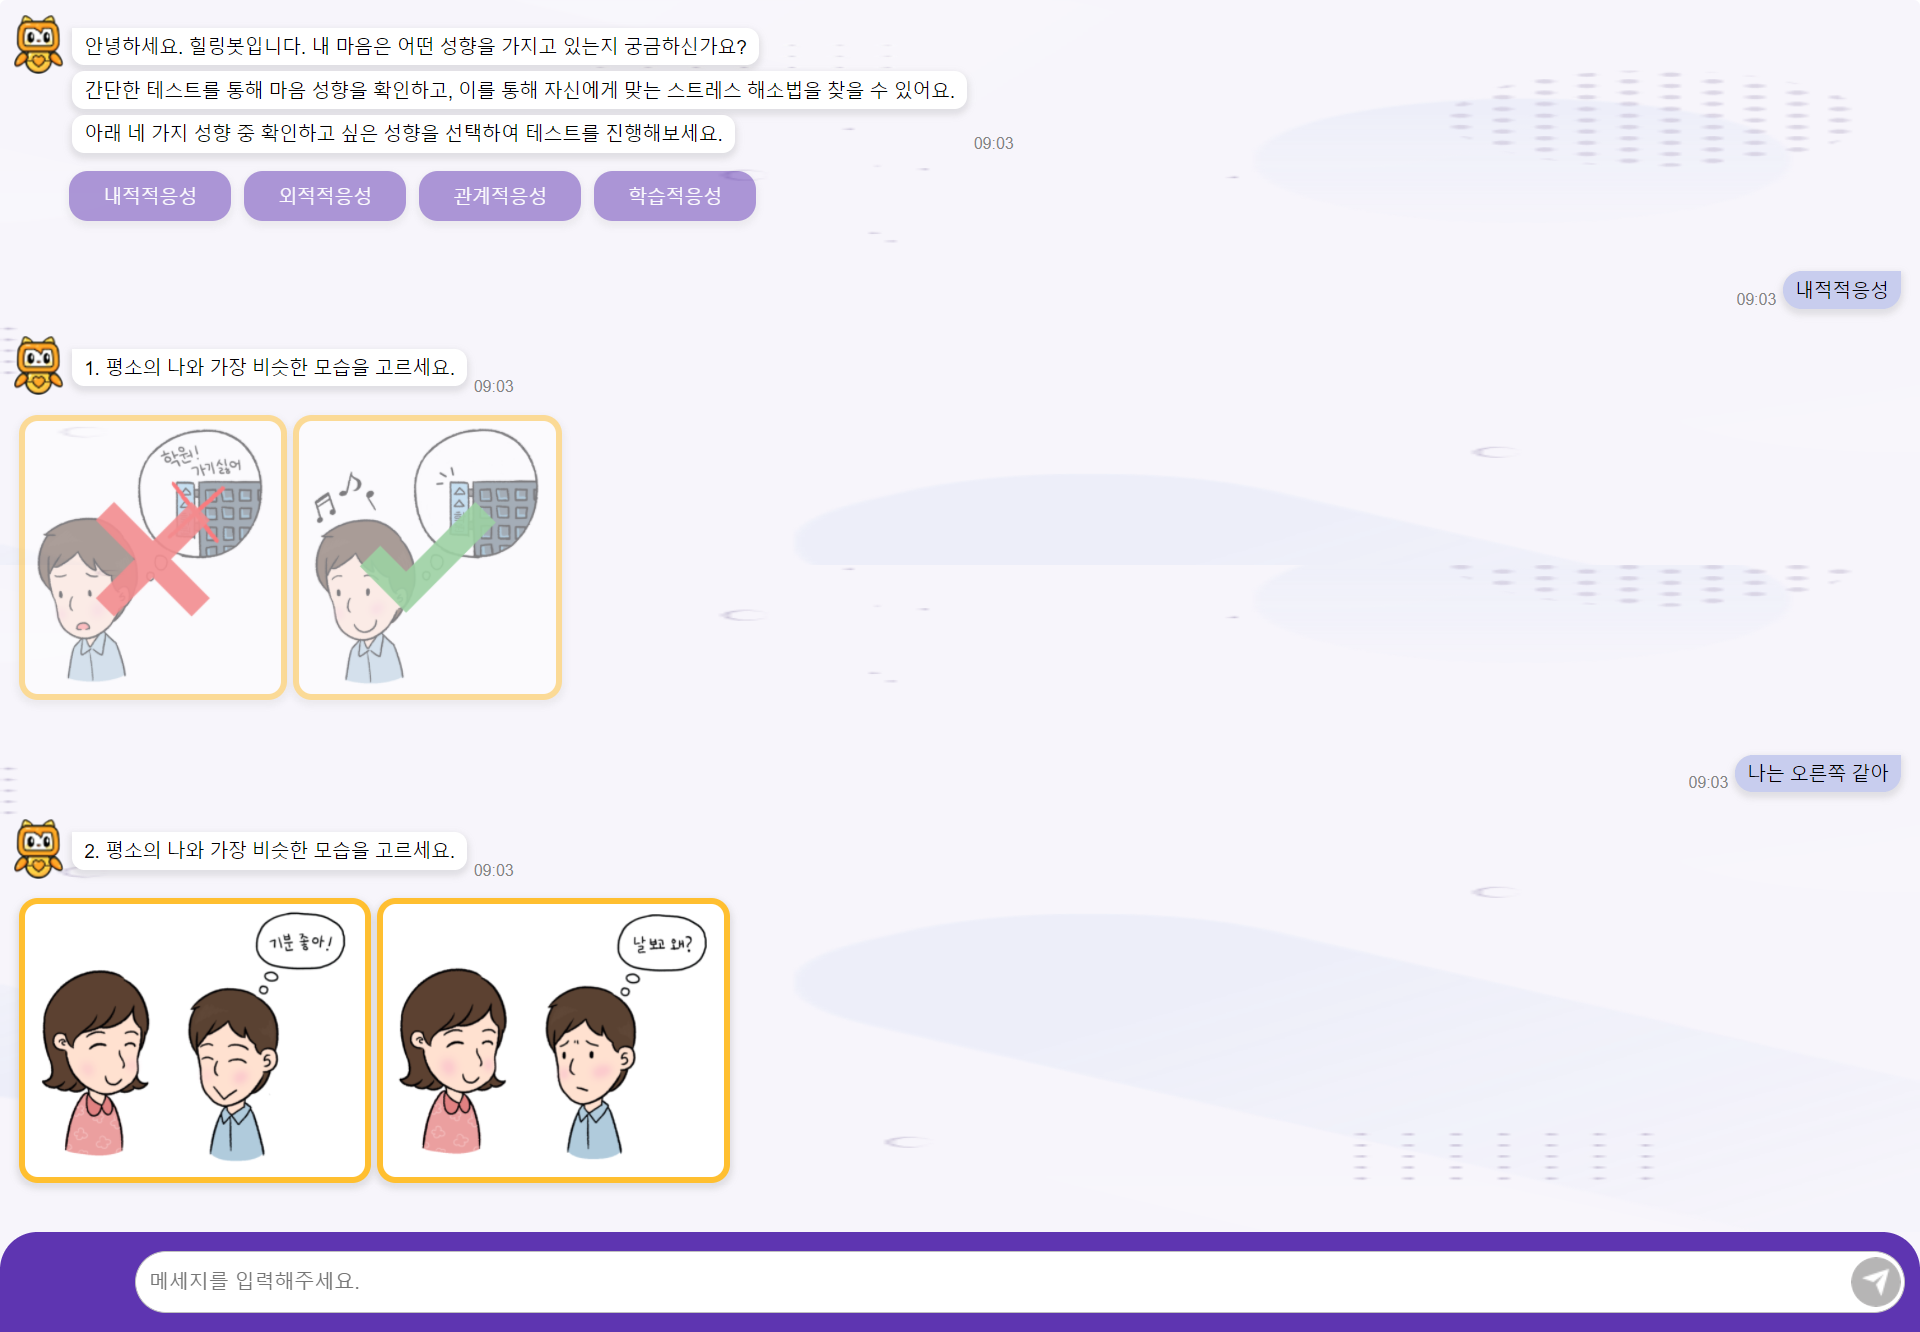 안녕하세요. 힐링봇입니다. 내 마음은 어떤 성향을 가지고 있는지 궁금하신가요?
간단한 테스트를 통해 마음 성향을 확인하고, 이를 통해 자신에게 맞는 스트레스 해소법을 찾을 수 있어요.
아래 네 가지 성향 중 확인하고 싶은 성향을 선택하여 테스트를 진행해보세요.
09:03
내적적응성
외적적응성
관계적응성
학습적응성
09:03
내적적응성
1. 평소의 나와 가장 비슷한 모습을 고르세요.
09:03
학원!
가기싫어
09:03
나는 오른쪽 같아
2. 평소의 나와 가장 비슷한 모습을 고르세요.
09:03
기분 좋아!
날 보고 왜?
메세지를 입력해주세요.